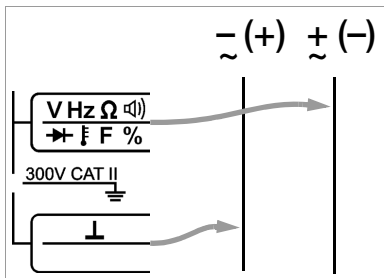 − (+) + (−)
~ ~
V Hz Ω
F %
300V CAT II
⊥